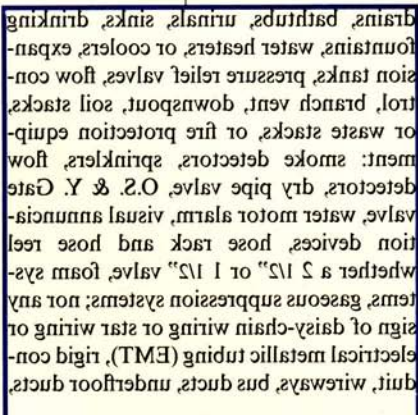 drains, bathtubs, urinals, sinks, drinking
fountains, water heaters, or coolers, expan-
sion tanks, pressure relief valves, flow con-
trol, branch vent, downspout, soil stacks,
or waste stacks, or fire protection equip-
ment: smoke detectors, sprinklers, flow
detectors, dry pipe valve, O.S. & Y. Gate
valve, water motor alarm, visual annuncia-
tion devices, hose rack and hose reel
whether a 2 1/2" or 1 1/2" valve, foam sys-
tems, gaseous suppression systems; nor any
sign of daisy-chain wiring or star wiring or
electrical metallic tubing (EMT), rigid con-
duit, wireways, bus ducts, underfloor ducts,